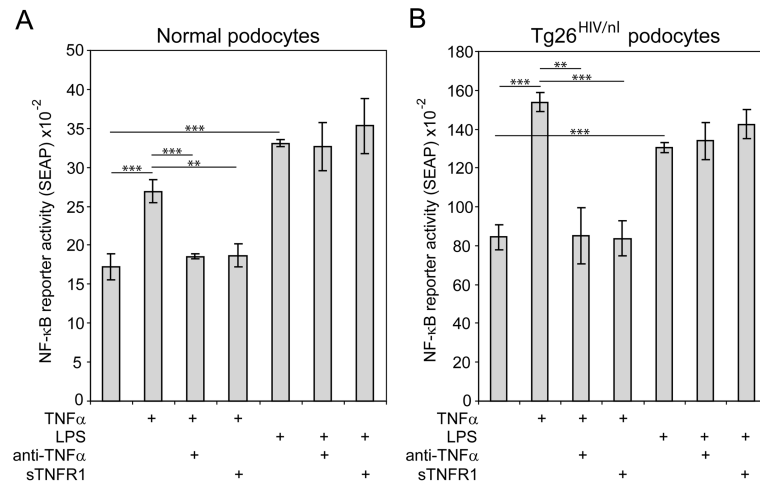 A
Normal podocytes
NF-κB reporter activity (SEAP) x10-2
50
45
40
35
30
25
20
15
10
5
0
***
***
***
**
TNFα + + +
LPS + + +
anti-TNFα + +
sTNFR1 + +
B
Tg26HIV/nl podocytes
NF-κB reporter activity (SEAP) x10-2
180
160
140
120
100
80
60
40
20
0
**
***
***
***
TNFα + + +
LPS + + +
anti-TNFα + +
sTNFR1 + +